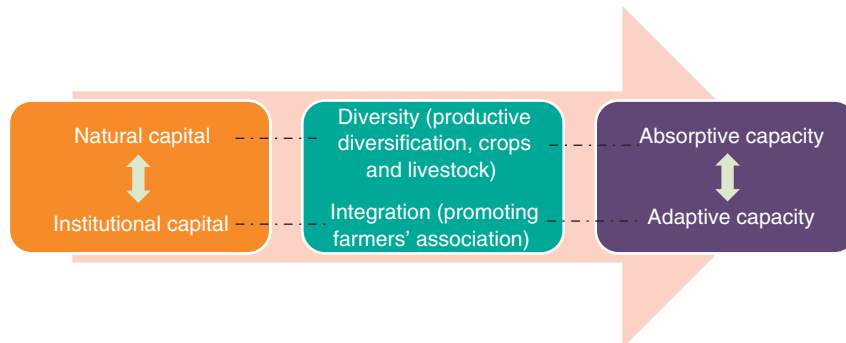 Natural capital
Institutional capital
Diversity (productive
diversification, crops
and livestock)
Integration (promoting
farmers’ association)
Absorptive capacity
Adaptive capacity